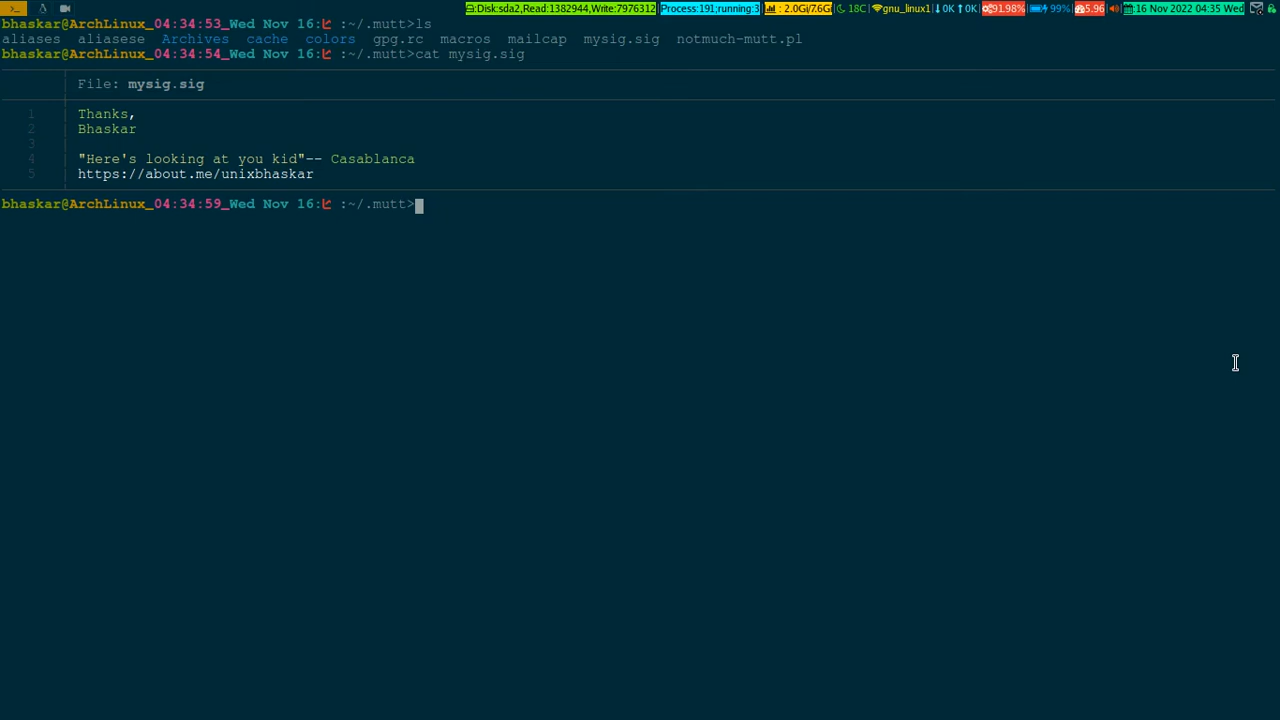 >_ Disk:sda2,Read:1382944,Write:7976312 Process:191;running:3 : 2.0Gi/7.6Gi 18C gnu_linux1 0K 0K 91.98% 99% 5.96 :16 Nov 2022 04:35 Wed
bhaskar@ArchLinux_04:34:53_Wed Nov 16: :~/.mutt>ls
aliases aliasese Archives cache colors gpg.rc macros mailcap mysig.sig notmuch-mutt.pl
bhaskar@ArchLinux_04:34:54_Wed Nov 16: :~/.mutt>cat mysig.sig
File: mysig.sig
1 Thanks,
2 Bhaskar
3
4 "Here's looking at you kid"-- Casablanca
5 https://about.me/unixbhaskar
bhaskar@ArchLinux_04:34:59_Wed Nov 16: :~/.mutt>